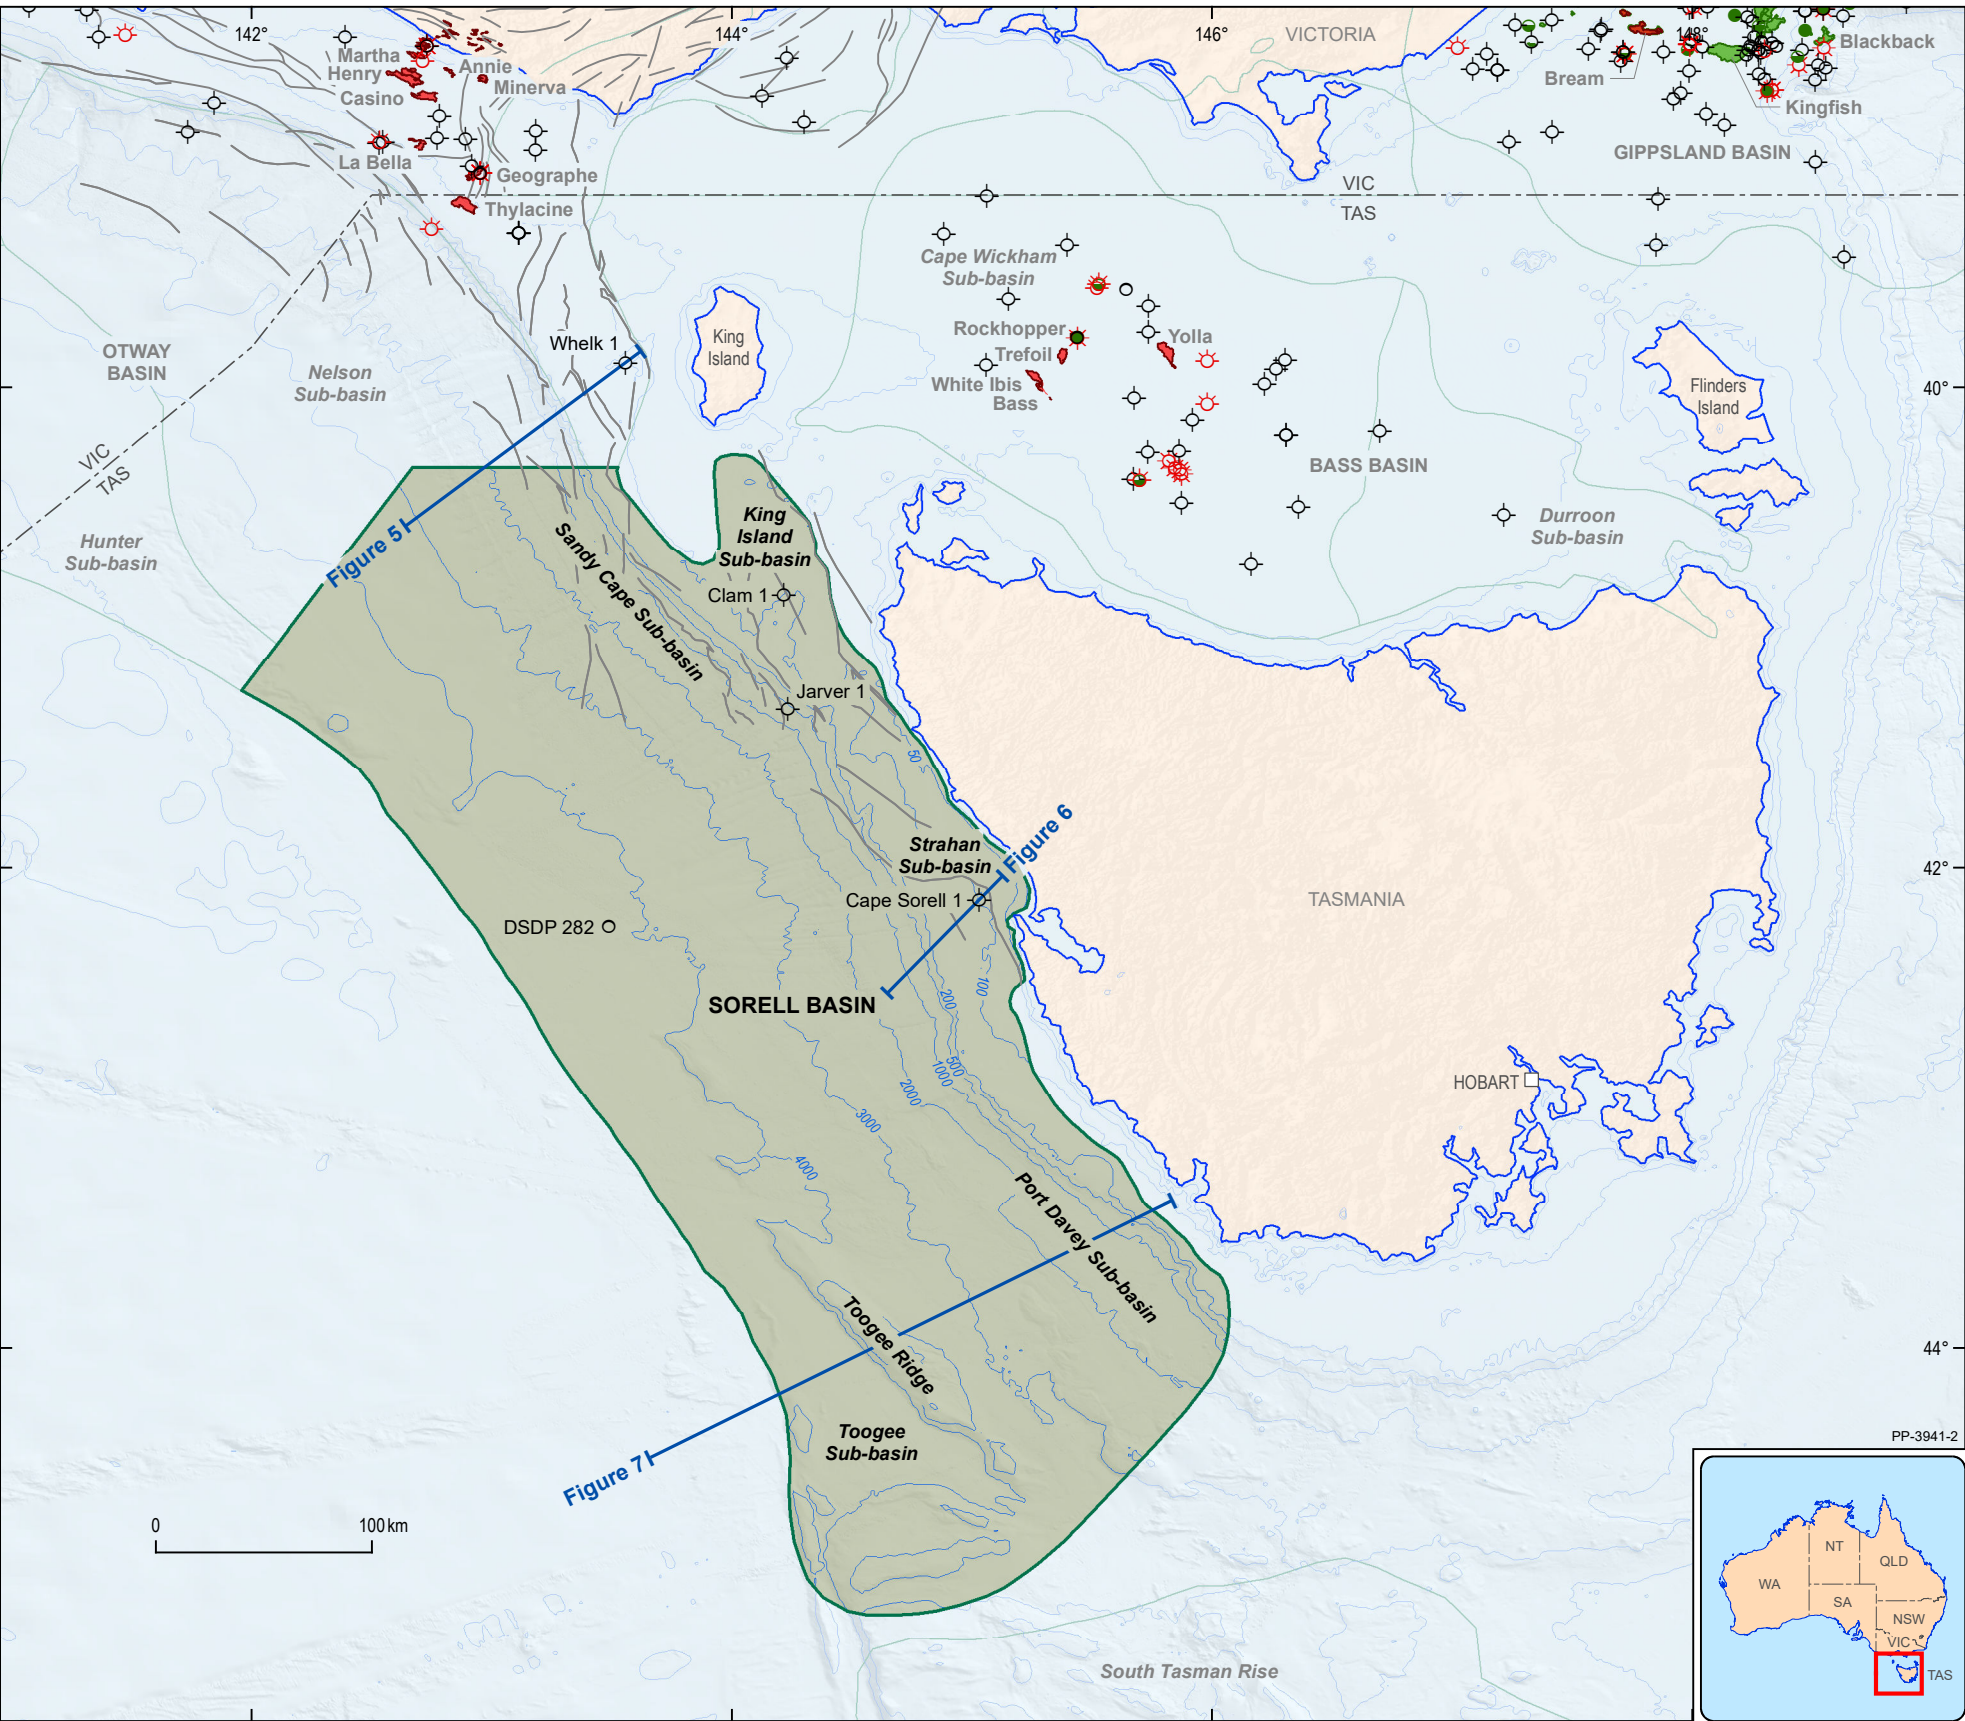 142°
144°
146°
148°
VICTORIA
Martha
Henry
Casino
Annie
Minerva
La Bella
Geographe
Thylacine
Bream
Blackback
Kingfish
GIPPSLAND BASIN
VIC
TAS
Cape Wickham
Sub-basin
Rockhopper
Trefoil
White Ibis
Bass
Yolla
Whelk 1
King
Island
OTWAY
BASIN
Nelson
Sub-basin
Flinders
Island
40°
VIC
TAS
BASS BASIN
Durroon
Sub-basin
Hunter
Sub-basin
Figure 5
Sandy Cape Sub-basin
King
Island
Sub-basin
Clam 1
Jarver 1
50
Figure 6
Strahan
Sub-basin
Cape Sorell 1
42°
TASMANIA
DSDP 282
SORELL BASIN
100
200
500
1000
2000
3000
4000
HOBART
Port Davey Sub-basin
Toogee Ridge
44°
Toogee
Sub-basin
Figure 7
PP-3941-2
0
100 km
South Tasman Rise
NT
QLD
WA
SA
NSW
VIC
TAS